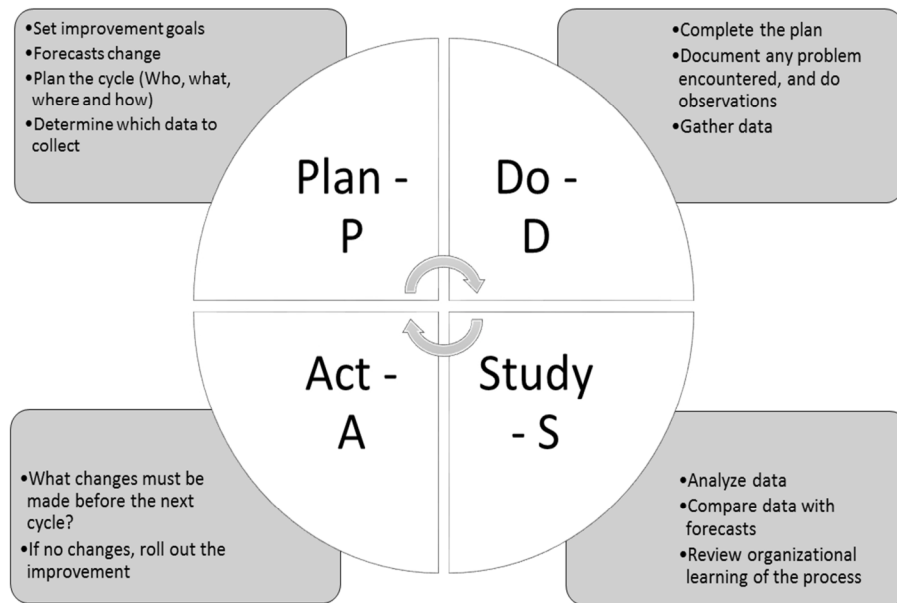 •Set improvement goals
•Forecasts change
•Plan the cycle (Who, what,
where and how)
•Determine which data to
collect
•Complete the plan
•Document any problem
encountered, and do
observations
•Gather data
Plan -
P
Do -
D
Act -
A
Study
- S
•What changes must be
made before the next
cycle?
•If no changes, roll out the
improvement
•Analyze data
•Compare data with
forecasts
•Review organizational
learning of the process